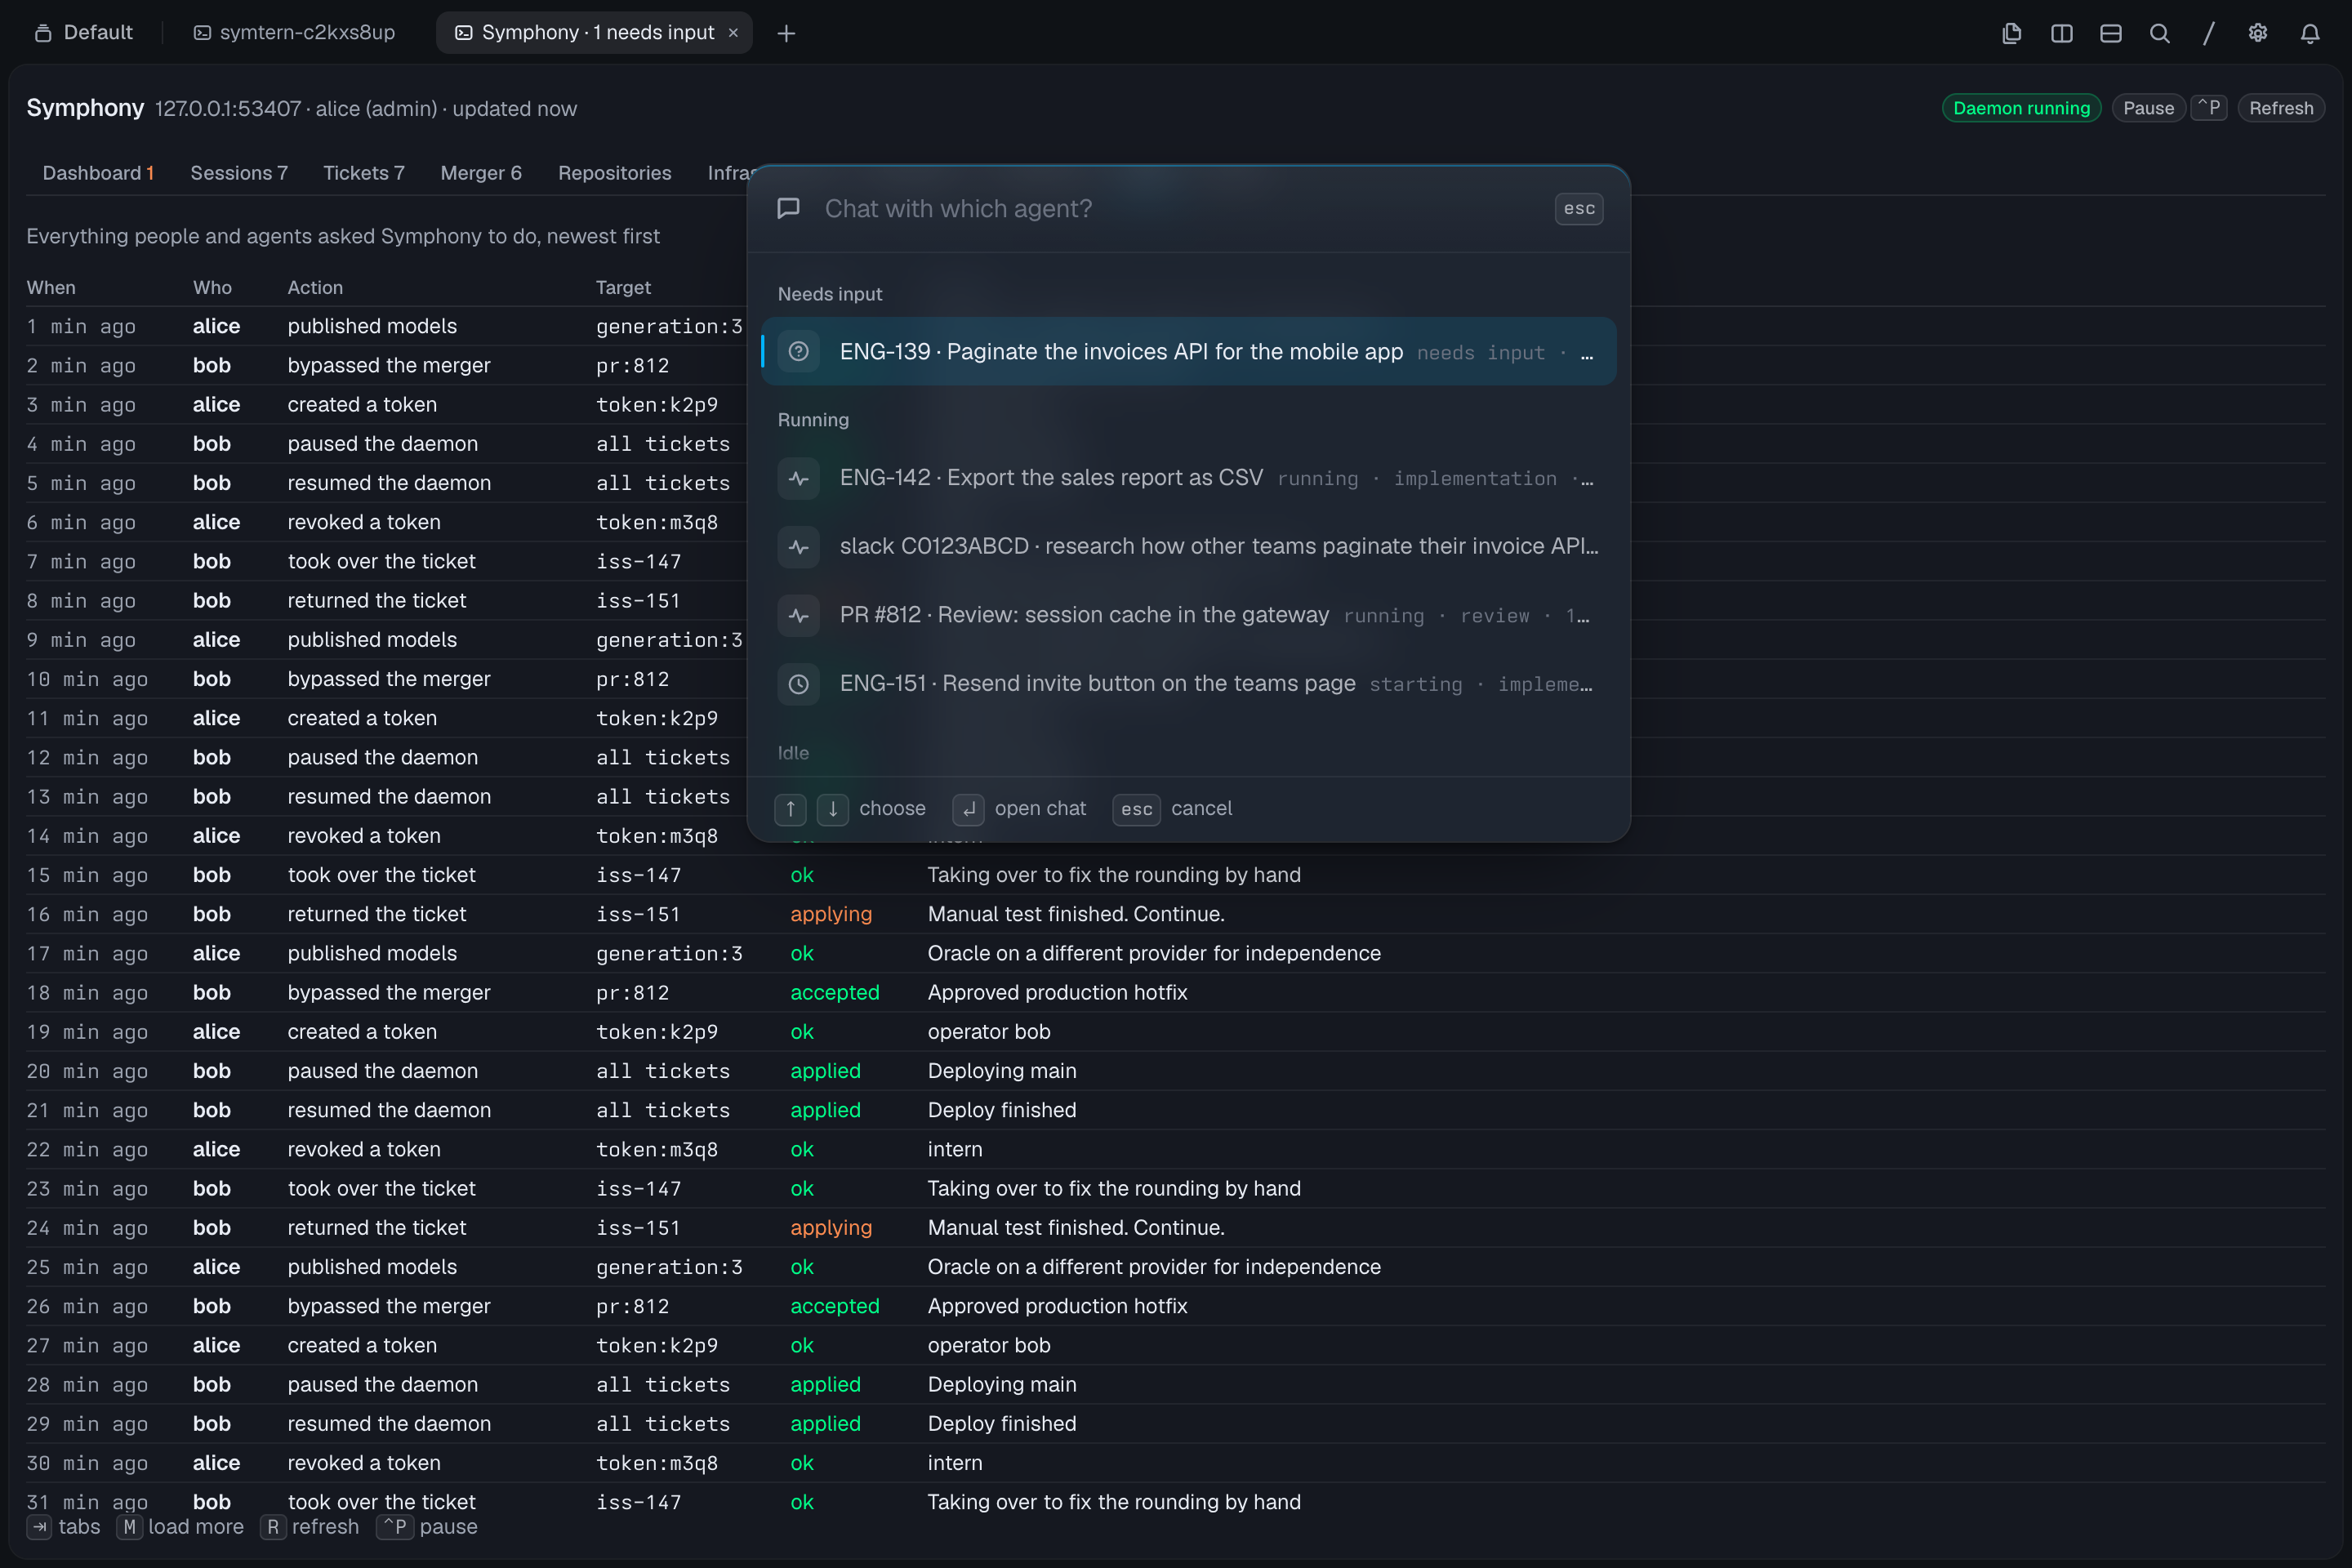 Default symtern-c2kxs8up Symphony · 1 needs input × +
Symphony 127.0.0.1:53407 · alice (admin) · updated now Daemon running Pause ^P Refresh
Dashboard 1 Sessions 7 Tickets 7 Merger 6 Repositories
Everything people and agents asked Symphony to do, newest first
When Who Action Target
1 min ago alice published models generation:3
2 min ago bob bypassed the merger pr:812
3 min ago alice created a token token:k2p9
4 min ago bob paused the daemon all tickets
5 min ago bob resumed the daemon all tickets
6 min ago alice revoked a token token:m3q8
7 min ago bob took over the ticket iss-147
8 min ago bob returned the ticket iss-151
9 min ago alice published models generation:3
10 min ago bob bypassed the merger pr:812
11 min ago alice created a token token:k2p9
12 min ago bob paused the daemon all tickets
13 min ago bob resumed the daemon all tickets
14 min ago alice revoked a token token:m3q8
Chat with which agent? esc
Needs input
ENG-139 · Paginate the invoices API for the mobile app needs input · …
Running
ENG-142 · Export the sales report as CSV running · implementation ·…
slack C0123ABCD · research how other teams paginate their invoice API…
PR #812 · Review: session cache in the gateway running · review · 1…
ENG-151 · Resend invite button on the teams page starting · impleme…
Idle
↑ ↓ choose ↵ open chat esc cancel
15 min ago bob took over the ticket iss-147 ok Taking over to fix the rounding by hand
16 min ago bob returned the ticket iss-151 applying Manual test finished. Continue.
17 min ago alice published models generation:3 ok Oracle on a different provider for independence
18 min ago bob bypassed the merger pr:812 accepted Approved production hotfix
19 min ago alice created a token token:k2p9 ok operator bob
20 min ago bob paused the daemon all tickets applied Deploying main
21 min ago bob resumed the daemon all tickets applied Deploy finished
22 min ago alice revoked a token token:m3q8 ok intern
23 min ago bob took over the ticket iss-147 ok Taking over to fix the rounding by hand
24 min ago bob returned the ticket iss-151 applying Manual test finished. Continue.
25 min ago alice published models generation:3 ok Oracle on a different provider for independence
26 min ago bob bypassed the merger pr:812 accepted Approved production hotfix
27 min ago alice created a token token:k2p9 ok operator bob
28 min ago bob paused the daemon all tickets applied Deploying main
29 min ago bob resumed the daemon all tickets applied Deploy finished
30 min ago alice revoked a token token:m3q8 ok intern
31 min ago bob took over the ticket iss-147 ok Taking over to fix the rounding by hand
⇥ tabs M load more R refresh ^P pause